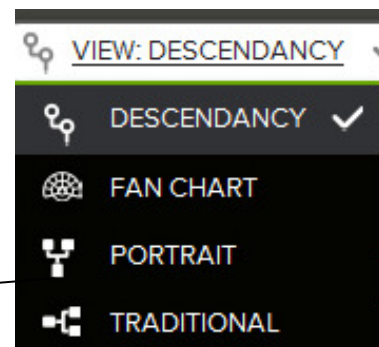 VIEW: DESCENDANCY
DESCENDANCY
FAN CHART
PORTRAIT
TRADITIONAL